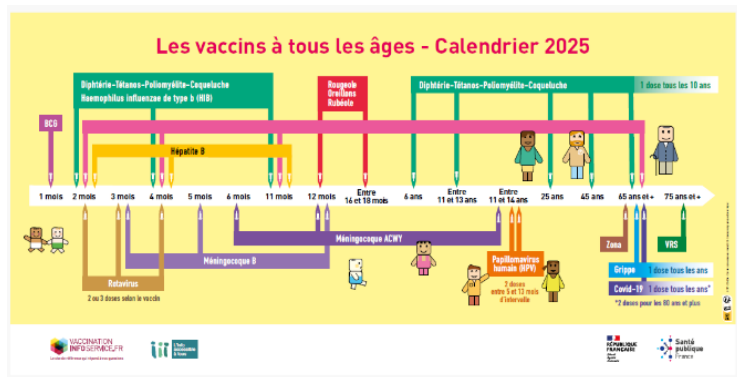 Les vaccins à tous les âges - Calendrier 2025
Diphtérie-Tétanos-Poliomyélite-Coqueluche
Haemophilus influenzae de type b (HIB)
Rougeole
Oreillons
Rubéole
Diphtérie-Tétanos-Poliomyélite-Coqueluche
1 dose tous les 10 ans
BCG
Hépatite B
1 mois
2 mois
3 mois
4 mois
5 mois
6 mois
11 mois
12 mois
Entre
16 et 18 mois
6 ans
Entre
11 et 13 ans
Entre
11 et 14 ans
25 ans
45 ans
65 ans et +
75 ans et +
Méningocoque ACWY
Méningocoque B
Rotavirus
2 ou 3 doses selon le vaccin
Papillomavirus
humain (HPV)
2 doses
entre 5 et 13 mois
d'intervalle
Zona
VRS
Grippe
1 dose tous les ans
Covid-19
1 dose tous les ans*
*2 doses pour les 80 ans et plus
VACCINATION
INFO SERVICE.FR
RÉPUBLIQUE
FRANÇAISE
Liberté
Égalité
Fraternité
Santé
publique
France